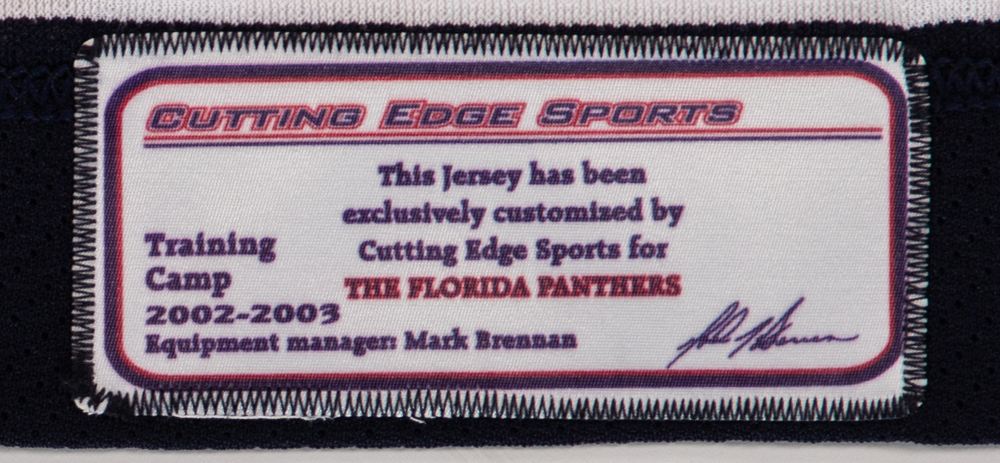 CUTTING EDGE SPORTS
This Jersey has been
exclusively customized by
Cutting Edge Sports for
THE FLORIDA PANTHERS
Training
Camp
2002-2003
Equipment manager: Mark Brennan